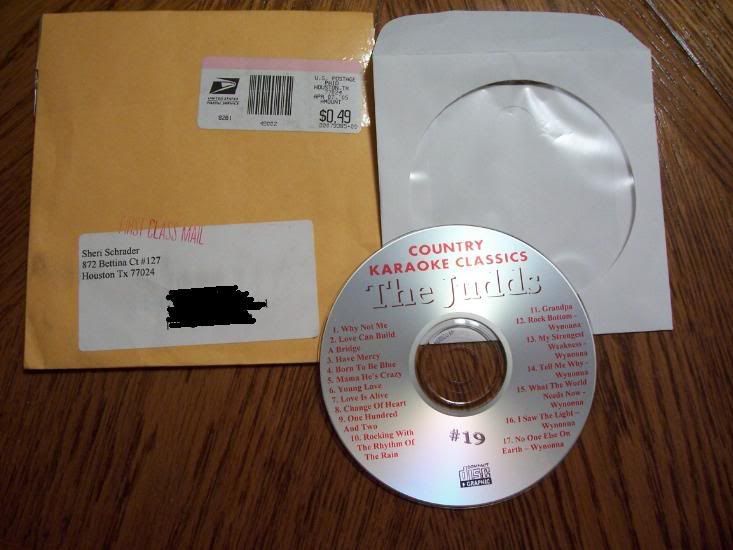 U.S. POSTAGE
PAID
HOUSTON, TX
77024
APR 07, '05
AMOUNT
$0.49
UNITED STATES
POSTAL SERVICE
FIRST CLASS MAIL
Sheri Schrader
872 Bettina Ct #127
Houston Tx 77024
COUNTRY
KARAOKE CLASSICS
The Judds
1. Why Not Me
2. Love Can Build
A Bridge
3. Have Mercy
4. Born To Be Blue
5. Mama He's Crazy
6. Young Love
7. Love Is Alive
8. Change Of Heart
9. One Hundred
And Two
10. Rocking With
The Rhythm Of
The Rain
11. Grandpa
12. Rock Bottom –
Wynonna
13. My Strongest
Weakness –
Wynonna
14. Tell Me Why –
Wynonna
15. What The World
Needs Now –
Wynonna
16. I Saw The Light –
Wynonna
17. No One Else On
Earth – Wynonna
#19
COMPACT
disc
GRAPHIC